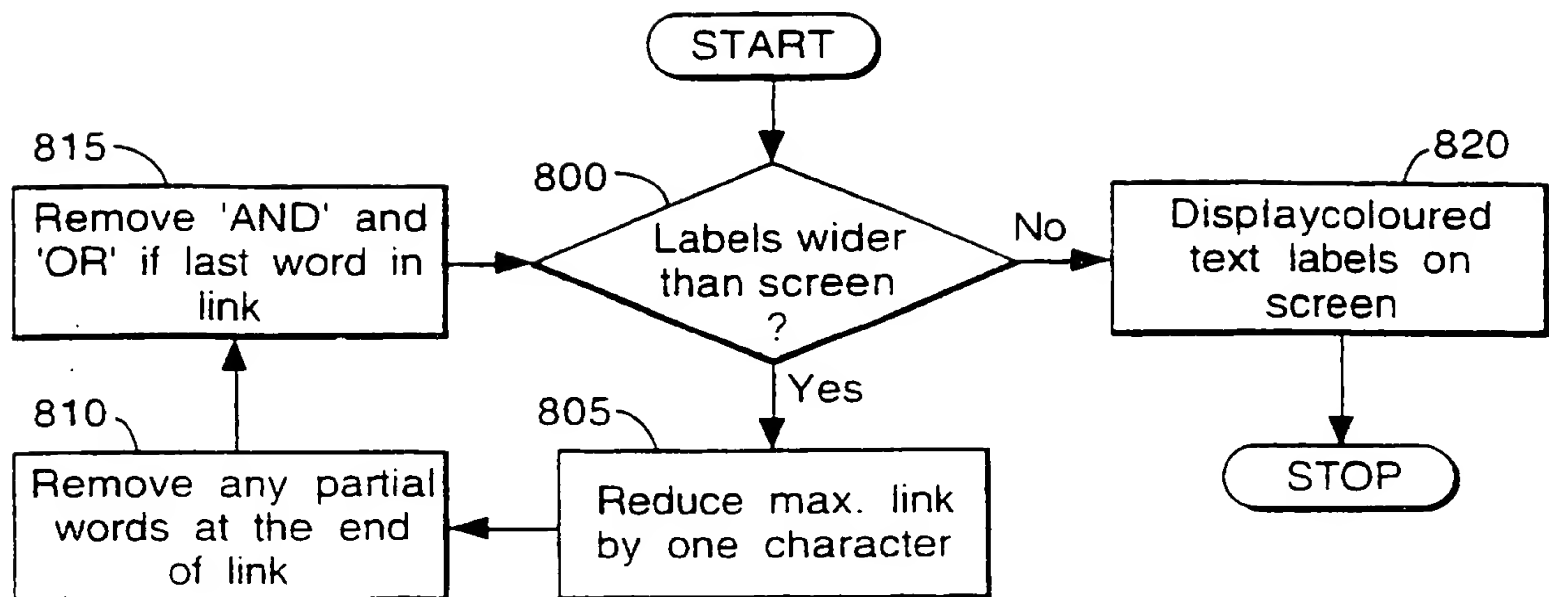 START
815
Remove 'AND' and
'OR' if last word in
link
800
Labels wider
than screen
?
No
820
Displaycoloured
text labels on
screen
Yes
810
Remove any partial
words at the end
of link
805
Reduce max. link
by one character
STOP